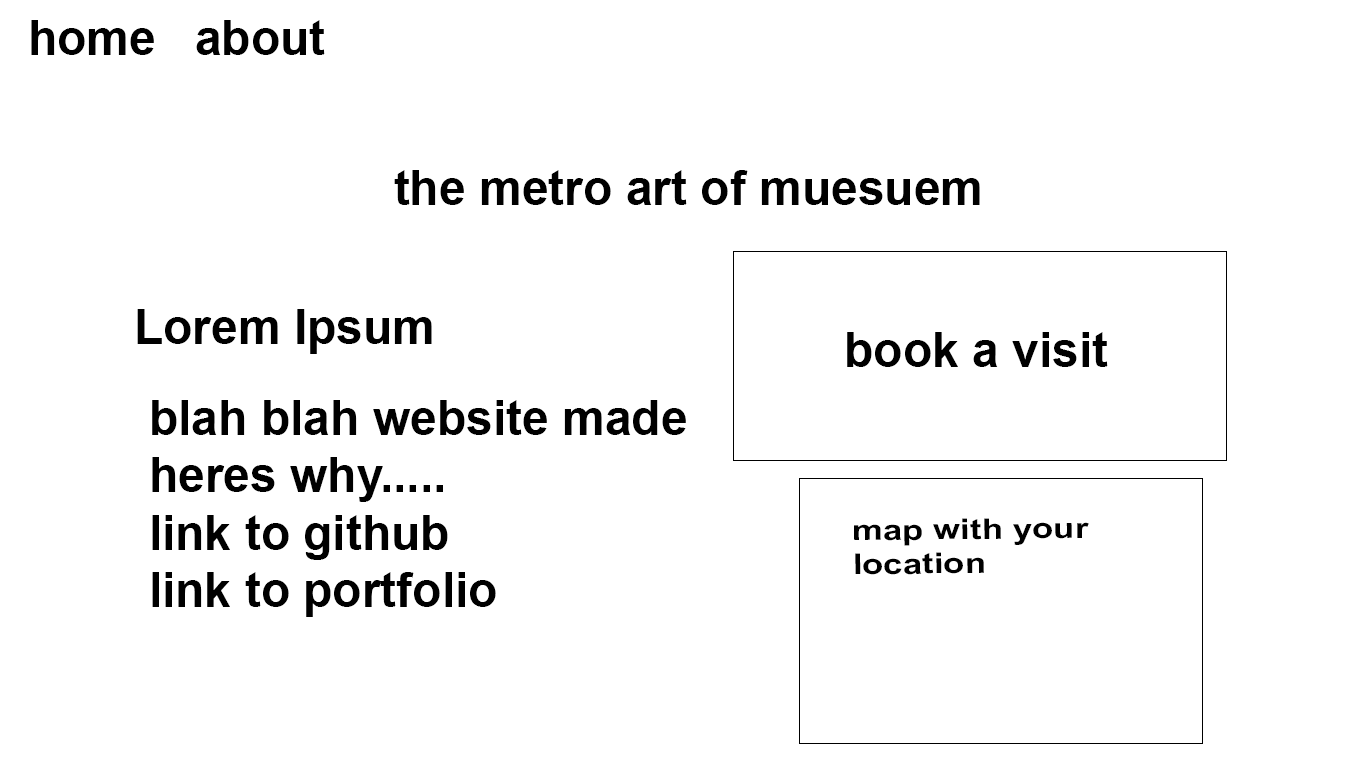 home about
the metro art of muesuem
Lorem Ipsum
blah blah website made
heres why.....
link to github
link to portfolio
book a visit
map with your
location